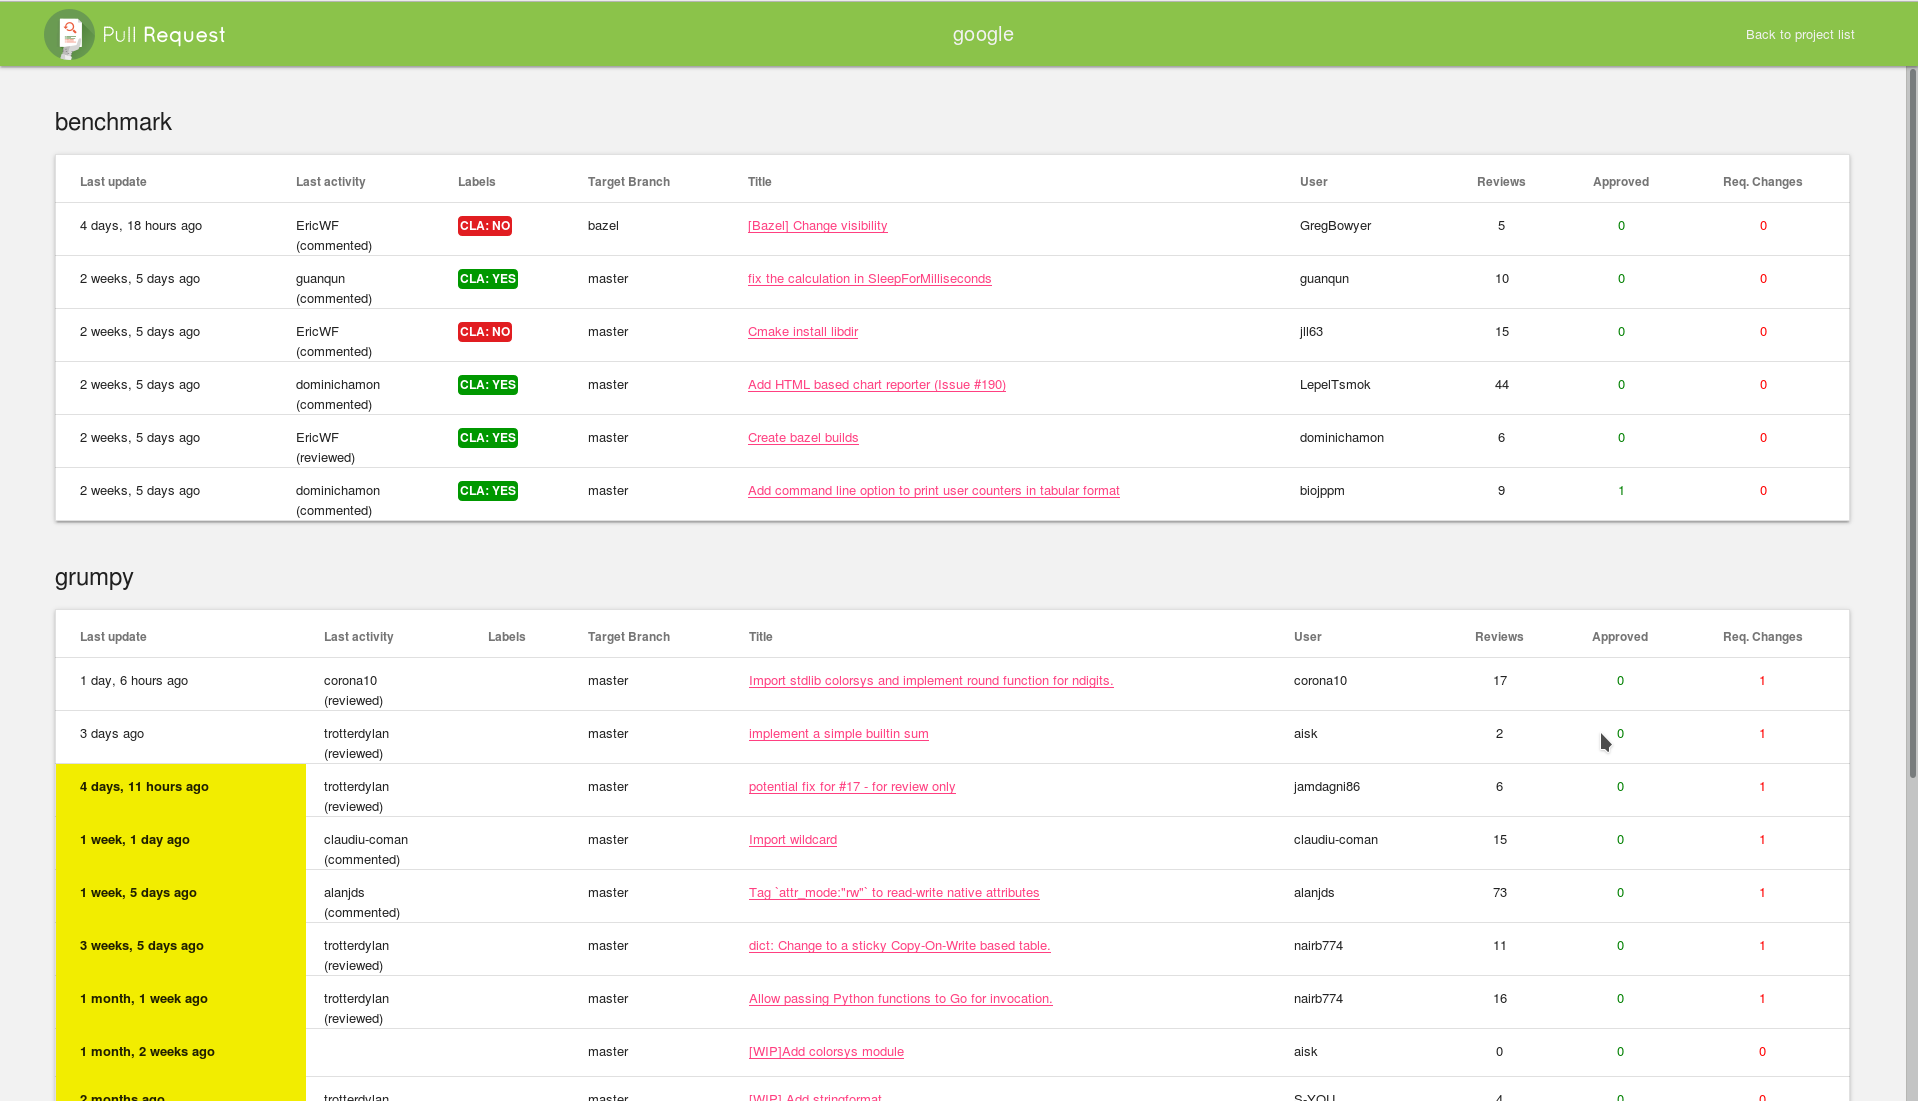 Pull Request
google
Back to project list
benchmark
Last update Last activity Labels Target Branch Title User Reviews Approved Req. Changes
4 days, 18 hours ago EricWF CLA: NO bazel [Bazel] Change visibility GregBowyer 5 0 0
(commented)
2 weeks, 5 days ago guanqun CLA: YES master fix the calculation in SleepForMilliseconds guanqun 10 0 0
(commented)
2 weeks, 5 days ago EricWF CLA: NO master Cmake install libdir jll63 15 0 0
(commented)
2 weeks, 5 days ago dominichamon CLA: YES master Add HTML based chart reporter (Issue #190) LepelTsmok 44 0 0
(commented)
2 weeks, 5 days ago EricWF CLA: YES master Create bazel builds dominichamon 6 0 0
(reviewed)
2 weeks, 5 days ago dominichamon CLA: YES master Add command line option to print user counters in tabular format biojppm 9 1 0
(commented)
grumpy
Last update Last activity Labels Target Branch Title User Reviews Approved Req. Changes
1 day, 6 hours ago corona10 master Import stdlib colorsys and implement round function for ndigits. corona10 17 0 1
(reviewed)
3 days ago trotterdylan master implement a simple builtin sum aisk 2 0 1
(reviewed)
4 days, 11 hours ago trotterdylan master potential fix for #17 - for review only jamdagni86 6 0 1
(reviewed)
1 week, 1 day ago claudiu-coman master Import wildcard claudiu-coman 15 0 1
(commented)
1 week, 5 days ago alanjds master Tag `attr_mode:"rw"` to read-write native attributes alanjds 73 0 1
(commented)
3 weeks, 5 days ago trotterdylan master dict: Change to a sticky Copy-On-Write based table. nairb774 11 0 1
(reviewed)
1 month, 1 week ago trotterdylan master Allow passing Python functions to Go for invocation. nairb774 16 0 1
(reviewed)
1 month, 2 weeks ago master [WIP]Add colorsys module aisk 0 0 0
2 months ago trotterdylan master [WIP] Add stringformat S-YOU 4 0 0